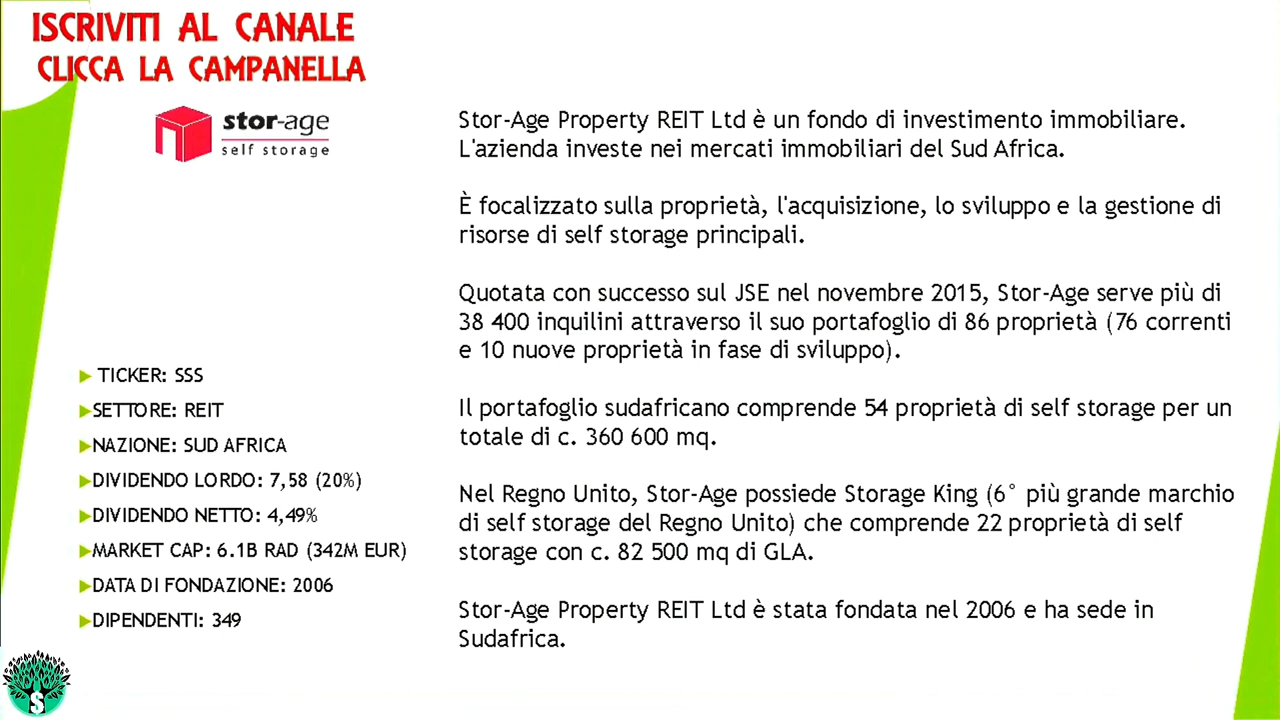 ISCRIVITI AL CANALE
CLICCA LA CAMPANELLA
stor-age
self storage
TICKER: SSS
SETTORE: REIT
NAZIONE: SUD AFRICA
DIVIDENDO LORDO: 7,58 (20%)
DIVIDENDO NETTO: 4,49%
MARKET CAP: 6.1B RAD (342M EUR)
DATA DI FONDAZIONE: 2006
DIPENDENTI: 349
Stor-Age Property REIT Ltd è un fondo di investimento immobiliare.
L'azienda investe nei mercati immobiliari del Sud Africa.
È focalizzato sulla proprietà, l'acquisizione, lo sviluppo e la gestione di
risorse di self storage principali.
Quotata con successo sul JSE nel novembre 2015, Stor-Age serve più di
38 400 inquilini attraverso il suo portafoglio di 86 proprietà (76 correnti
e 10 nuove proprietà in fase di sviluppo).
Il portafoglio sudafricano comprende 54 proprietà di self storage per un
totale di c. 360 600 mq.
Nel Regno Unito, Stor-Age possiede Storage King (6° più grande marchio
di self storage del Regno Unito) che comprende 22 proprietà di self
storage con c. 82 500 mq di GLA.
Stor-Age Property REIT Ltd è stata fondata nel 2006 e ha sede in
Sudafrica.
S